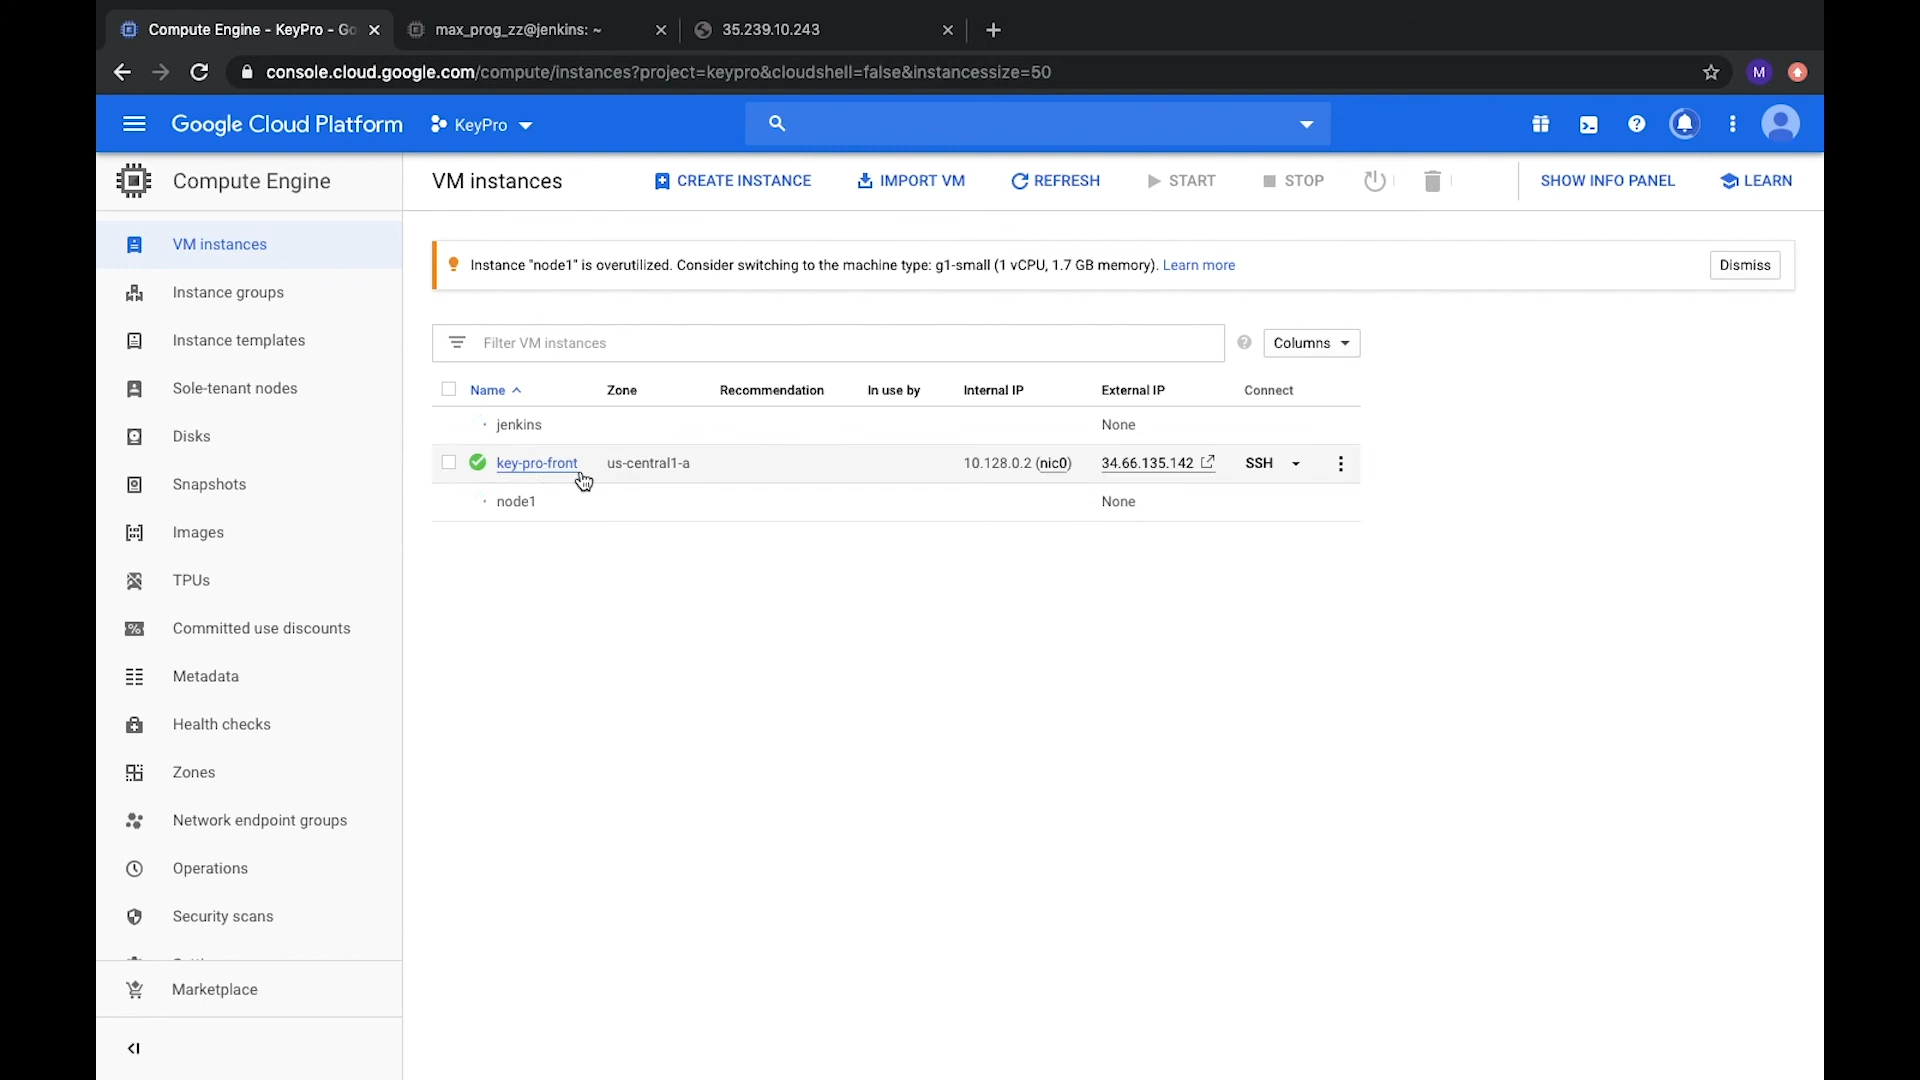 Compute Engine - KeyPro - Go
max_prog_zz@jenkins: ~
35.239.10.243
console.cloud.google.com/compute/instances?project=keypro&cloudshell=false&instancessize=50
M
Google Cloud Platform
KeyPro
Compute Engine
VM instances
CREATE INSTANCE
IMPORT VM
REFRESH
START
STOP
SHOW INFO PANEL
LEARN
VM instances
Instance groups
Instance templates
Sole-tenant nodes
Disks
Snapshots
Images
TPUs
Committed use discounts
Metadata
Health checks
Zones
Network endpoint groups
Operations
Security scans
Marketplace
Instance "node1" is overutilized. Consider switching to the machine type: g1-small (1 vCPU, 1.7 GB memory). Learn more
Dismiss
Filter VM instances
Columns
Name Zone Recommendation In use by Internal IP External IP Connect
jenkins None
key-pro-front us-central1-a 10.128.0.2 (nic0) 34.66.135.142 SSH
node1 None